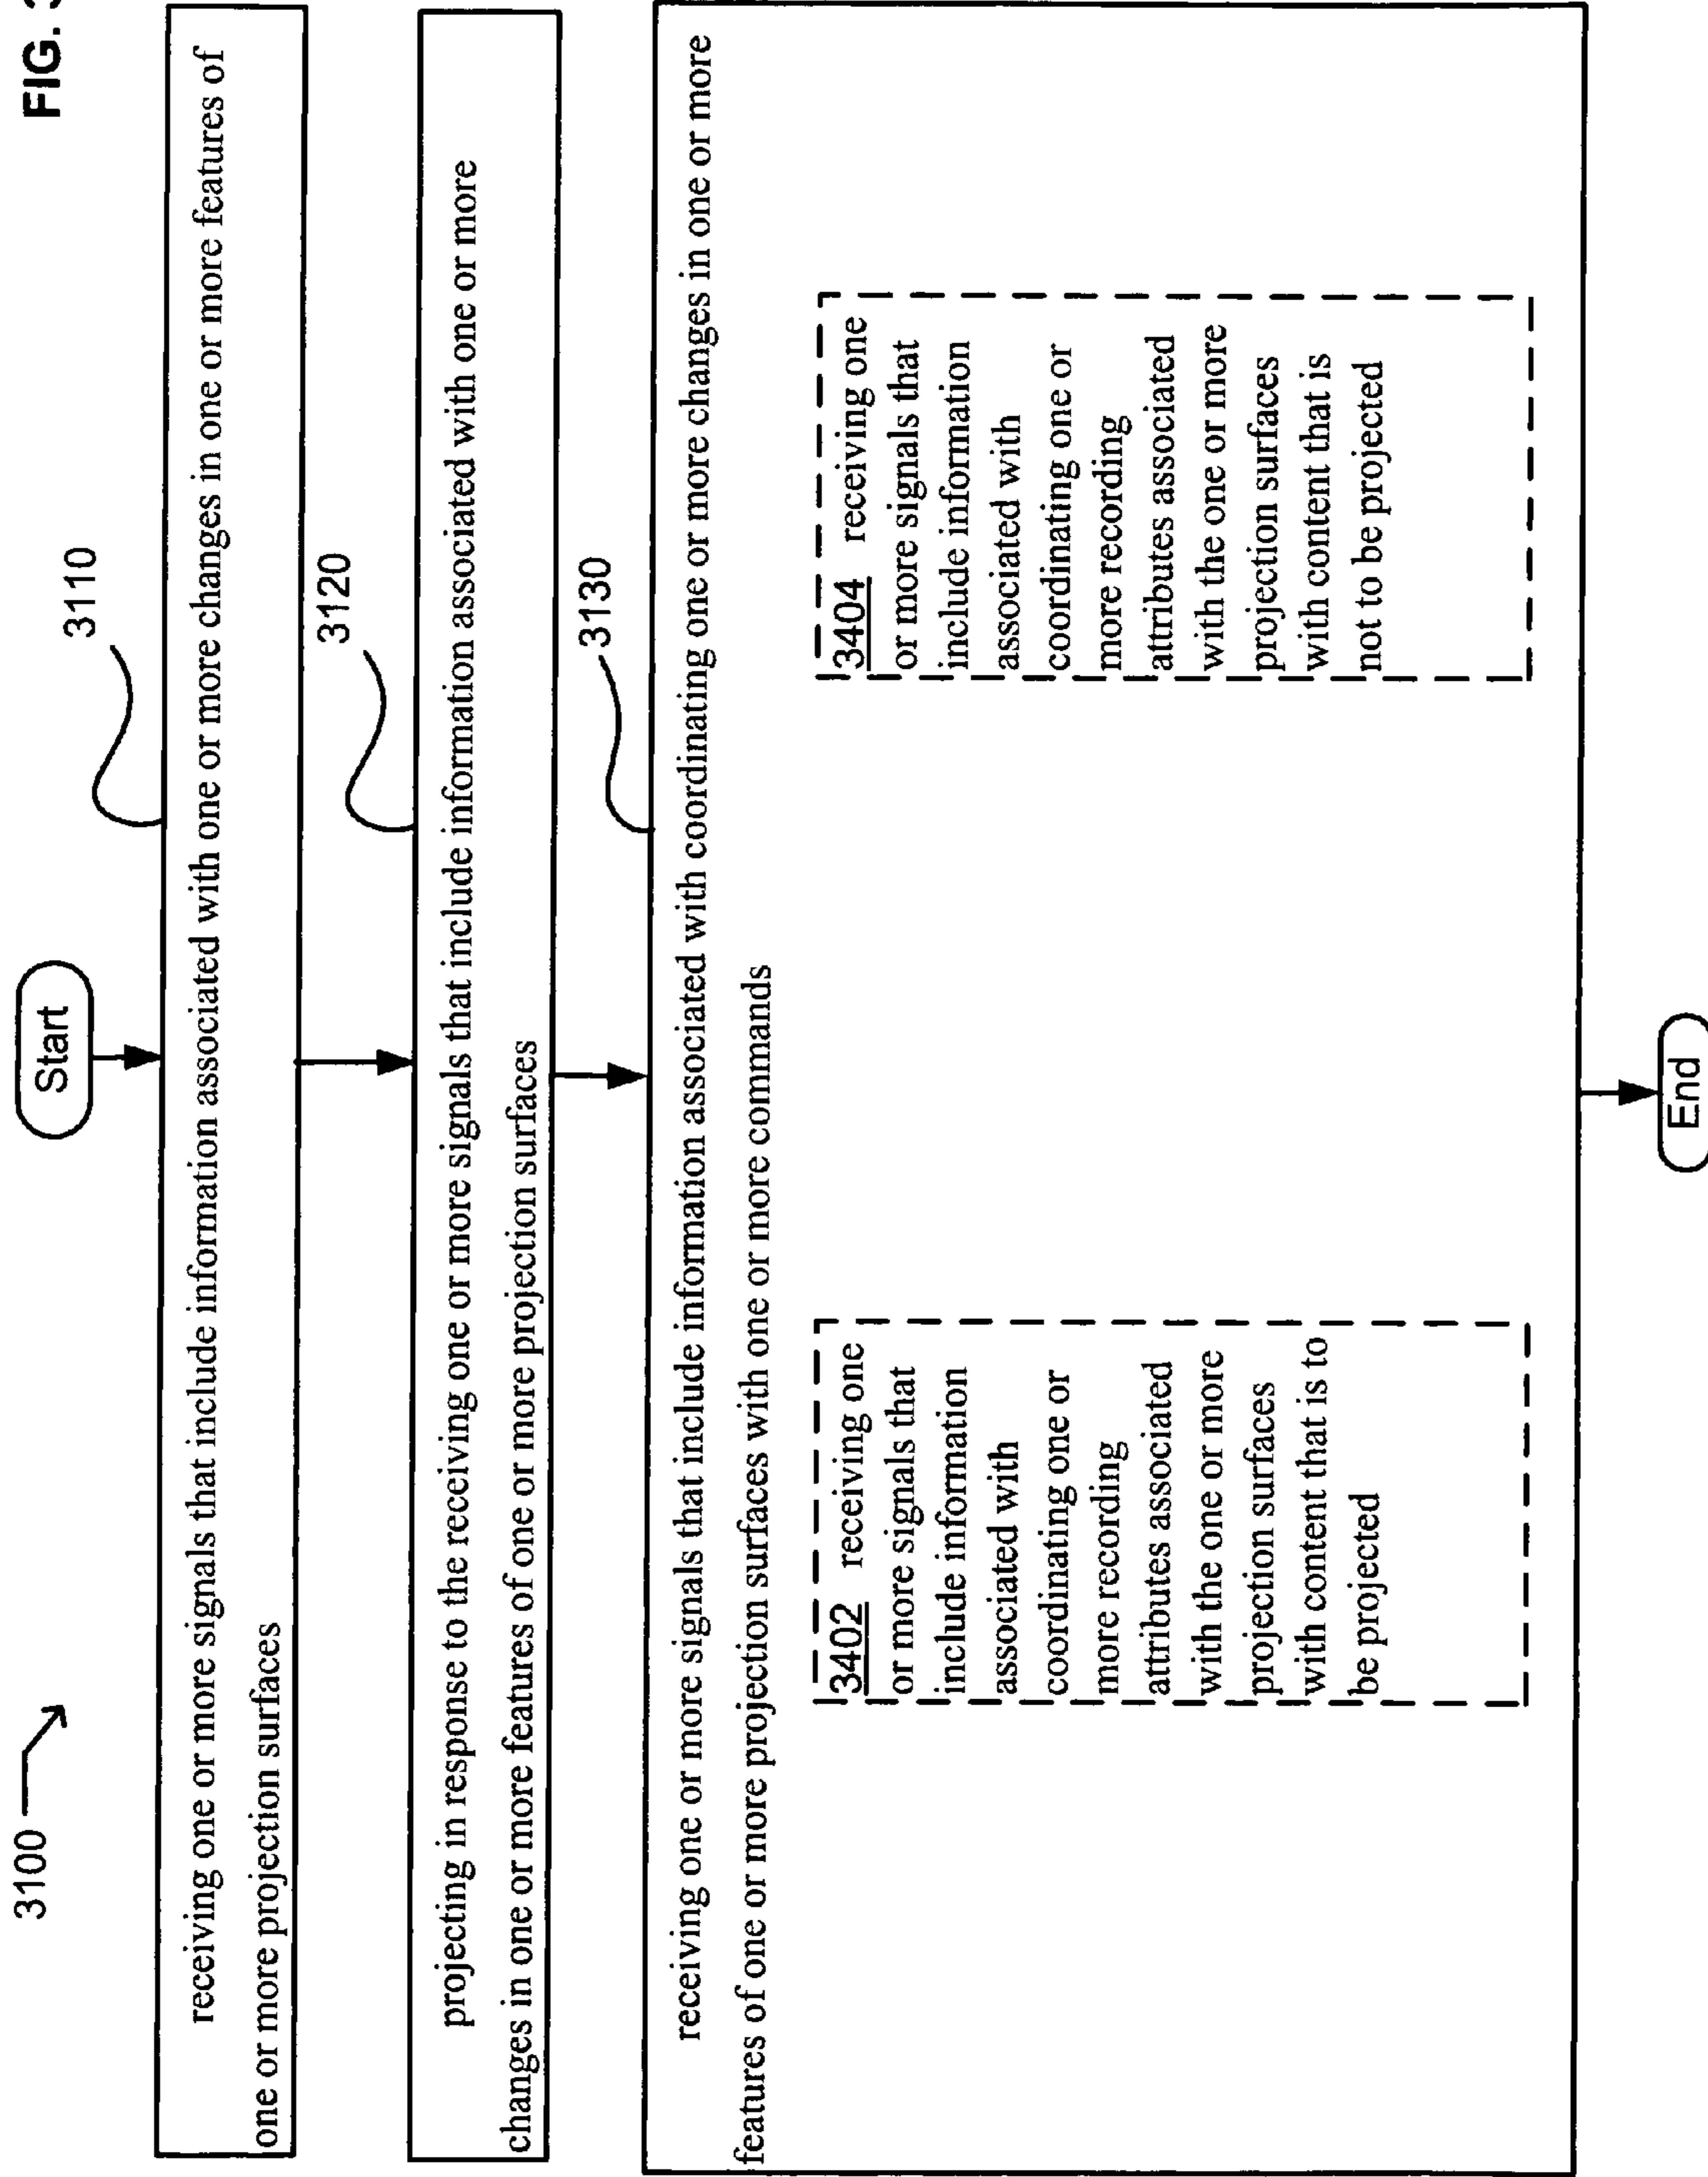 FIG.
3100
Start
3110
receiving one or more signals that include information associated with one or more changes in one or more features of
one or more projection surfaces
3120
projecting in response to the receiving one or more signals that include information associated with one or more
changes in one or more features of one or more projection surfaces
3130
receiving one or more signals that include information associated with coordinating one or more changes in one or more
features of one or more projection surfaces with one or more commands
3402 receiving one
or more signals that
include information
associated with
coordinating one or
more recording
attributes associated
with the one or more
projection surfaces
with content that is to
be projected
3404 receiving one
or more signals that
include information
associated with
coordinating one or
more recording
attributes associated
with the one or more
projection surfaces
with content that is
not to be projected
End